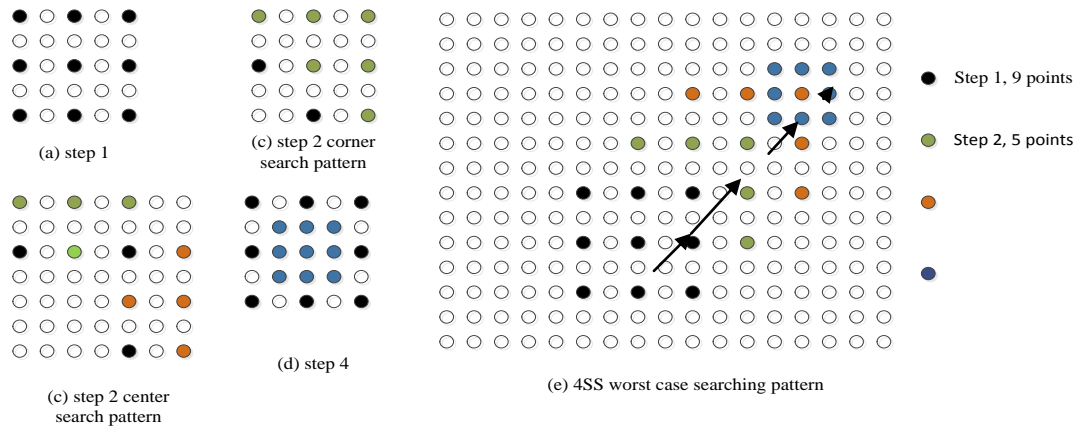 (a) step 1
(c) step 2 corner
search pattern
(c) step 2 center
search pattern
(d) step 4
(e) 4SS worst case searching pattern
Step 1, 9 points
Step 2, 5 points